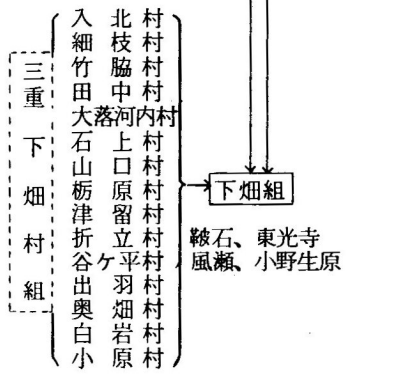 入北村
細枝村
竹脇村
田中村
大落河内村
石上村
山口村
栃原村
津留村
折立村
谷ケ平村
出羽村
奥畑村
白岩村
小原村
三重下畑村組
下畑組
鞍石、東光寺
風瀬、小野生原